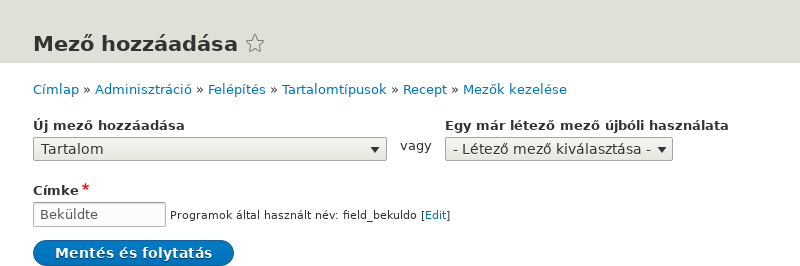 Mező hozzáadása
Címlap » Adminisztráció » Felépítés » Tartalomtípusok » Recept » Mezők kezelése
Új mező hozzáadása
Tartalom
vagy
Egy már létező mező újbóli használata
- Létező mező kiválasztása -
Címke*
Beküldte
Programok által használt név: field_bekuldo [Edit]
Mentés és folytatás